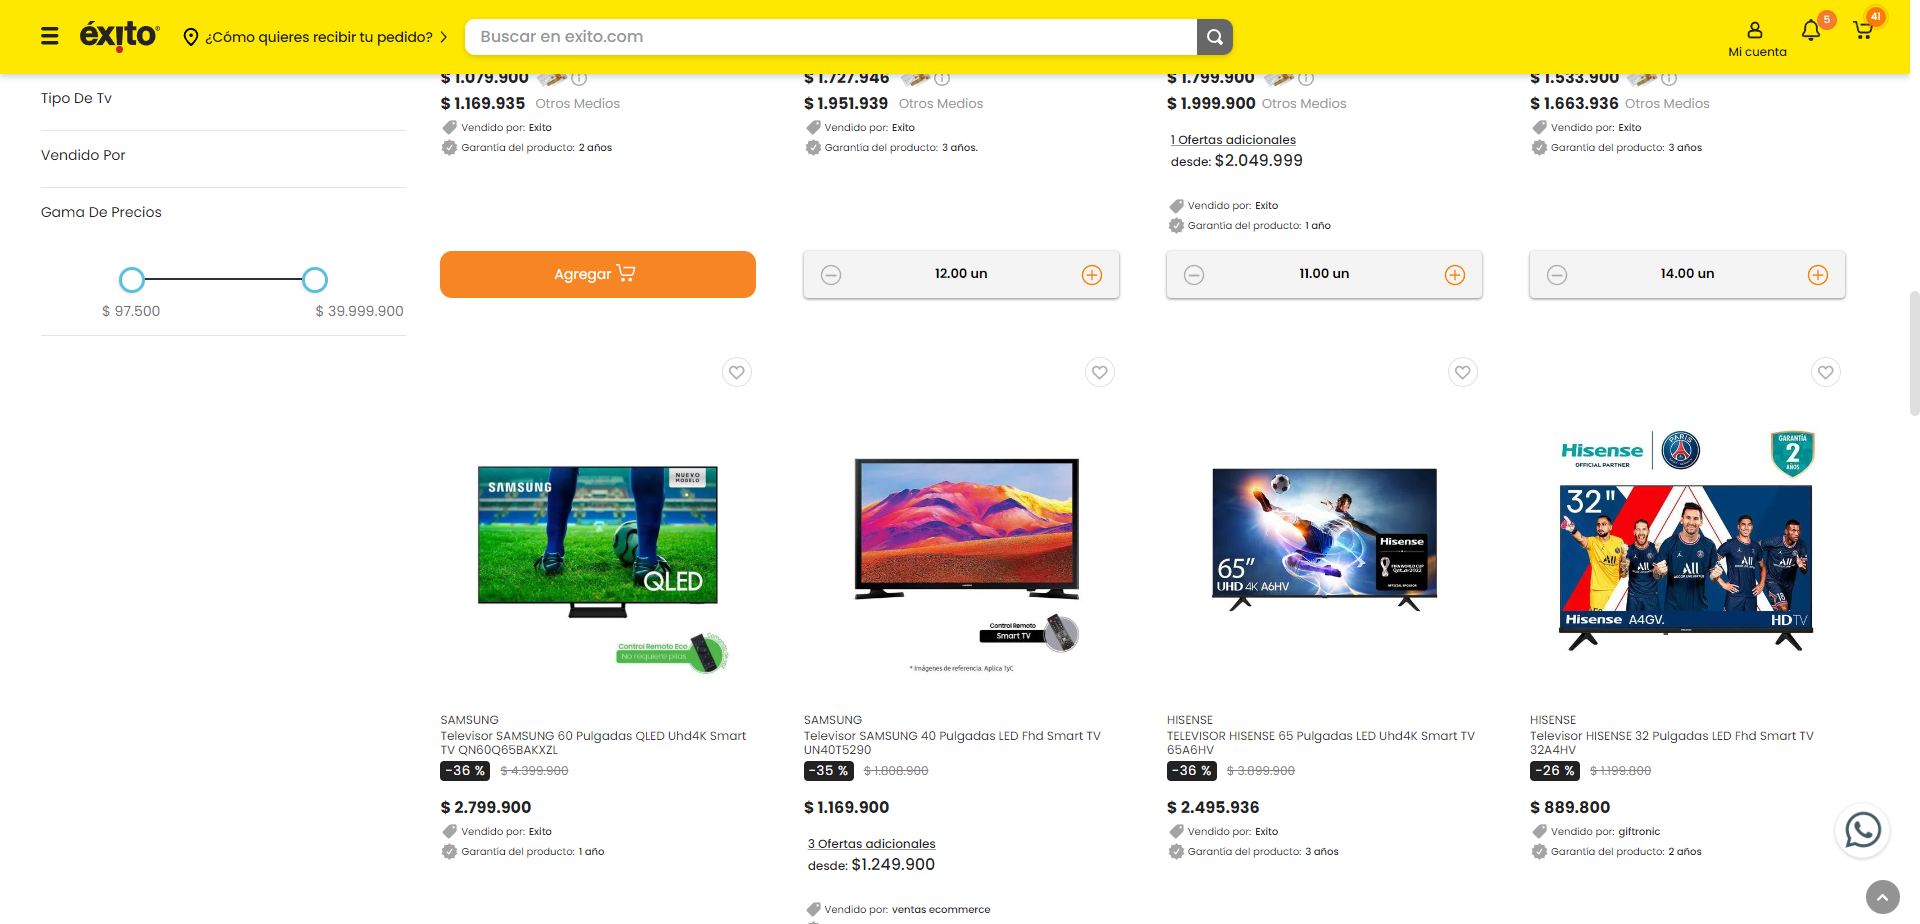 éxito
¿Cómo quieres recibir tu pedido?
Buscar en exito.com
Mi cuenta
5
41
Tipo De Tv
Vendido Por
Gama De Precios
$ 97.500
$ 39.999.900
$ 1.079.900
$ 1.169.935 Otros Medios
Vendido por: Exito
Garantía del producto: 2 años
Agregar
$ 1.727.946
$ 1.951.939 Otros Medios
Vendido por: Exito
Garantía del producto: 3 años.
12.00 un
$ 1.799.900
$ 1.999.900 Otros Medios
1 Ofertas adicionales
desde: $2.049.999
Vendido por: Exito
Garantía del producto: 1 año
11.00 un
$ 1.533.900
$ 1.663.936 Otros Medios
Vendido por: Exito
Garantía del producto: 3 años
14.00 un
SAMSUNG
NUEVO
MODELO
QLED
Control Remoto Eco
No requiere pilas
SAMSUNG
Televisor SAMSUNG 60 Pulgadas QLED Uhd4K Smart
TV QN60Q65BAKXZL
-36 % $ 4.399.900
$ 2.799.900
Vendido por: Exito
Garantía del producto: 1 año
Control Remoto
Smart TV
* Imágenes de referencia. Aplica TyC
SAMSUNG
Televisor SAMSUNG 40 Pulgadas LED Fhd Smart TV
UN40T5290
-35 % $ 1.808.900
$ 1.169.900
3 Ofertas adicionales
desde: $1.249.900
Vendido por: ventas ecommerce
Hisense
FIFA WORLD CUP
Qatar2022
OFFICIAL SPONSOR
65"
UHD 4K A6HV
HISENSE
TELEVISOR HISENSE 65 Pulgadas LED Uhd4K Smart TV
65A6HV
-36 % $ 3.899.900
$ 2.495.936
Vendido por: Exito
Garantía del producto: 3 años
Hisense
OFFICIAL PARTNER
PARIS
GARANTÍA
2
AÑOS
32"
Hisense A4GV.
HDTV
HISENSE
Televisor HISENSE 32 Pulgadas LED Fhd Smart TV
32A4HV
-26 % $ 1.199.800
$ 889.800
Vendido por: giftronic
Garantía del producto: 2 años